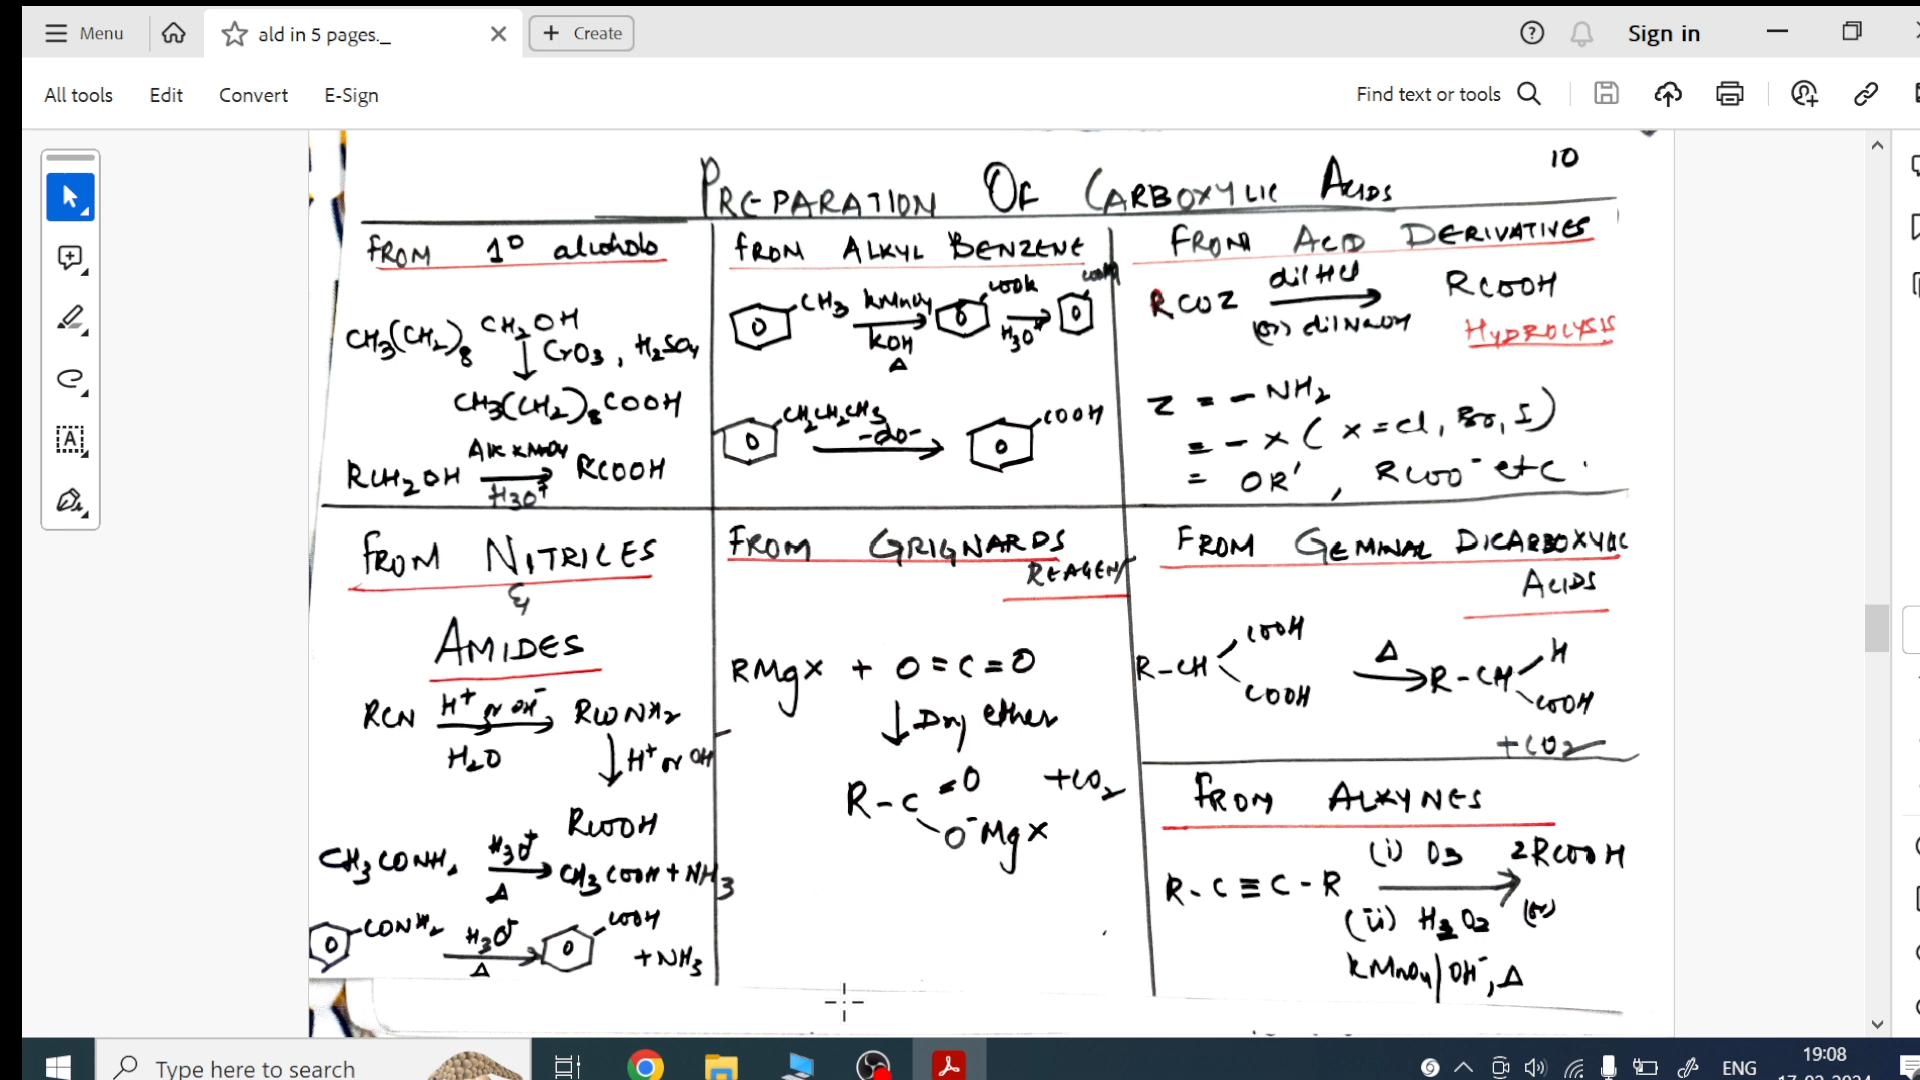 Menu
ald in 5 pages._
+ Create
Sign in
All tools
Edit
Convert
E-Sign
Find text or tools
10
PREPARATION OF CARBOXYLIC ACIDS
FROM 1° alcohols
CH3(CH2)8 CH2OH
↓ CrO3, H2SO4
CH3(CH2)8COOH
RCH2OH Alk KMnO4 → H3O+ RCOOH
FROM ALKYL BENZENE
CH3 KMnO4 → KOH Δ COOK → H3O+ COOH
CH2CH2CH3 -do- → COOH
FROM ACID DERIVATIVES
RCOZ dil HCl → (or) dil NaOH RCOOH
HYDROLYSIS
Z = - NH2
= - X ( X = Cl, Br, I)
= OR', RCOO- etc.
FROM NITRICES
&
AMIDES
RCN H+ or OH- → H2O RCONH2
↓ H+ or OH
RCOOH
CH3CONH2 H3O+ → Δ CH3COOH + NH3
CONH2 H3O+ → Δ COOH
+ NH3
FROM GRIGNARDS
REAGENT
RMgX + O=C=O
↓ Dry ether
R-C =O +CO2
O-MgX
FROM GEMINAL DICARBOXYLIC
ACIDS
R-CH COOH COOH Δ → R-CH H COOH
+CO2
FROM ALKYNES
R-C≡C-R (i) O3 → 2RCOOH
(ii) H2O2 (or)
KMnO4/OH-, Δ
Type here to search
ENG
19:08